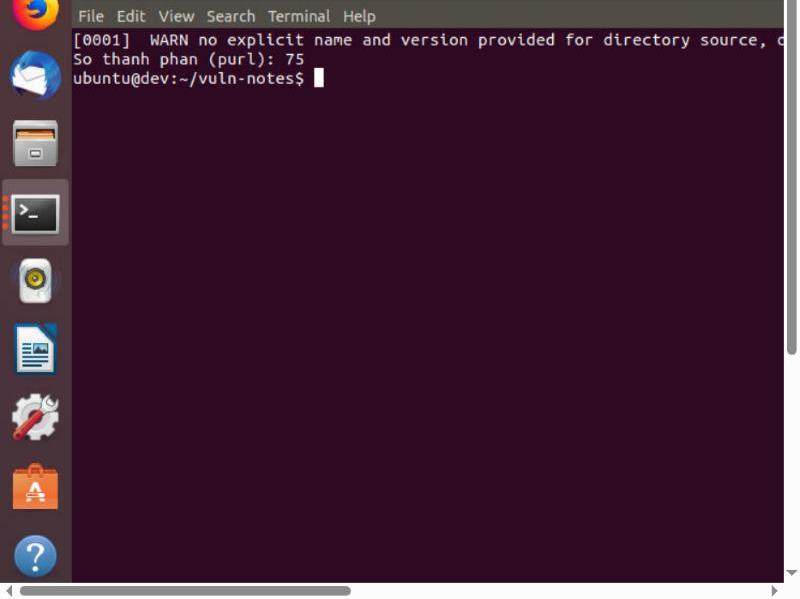 File Edit View Search Terminal Help
[0001]  WARN no explicit name and version provided for directory source,
So thanh phan (purl): 75
ubuntu@dev:~/vuln-notes$